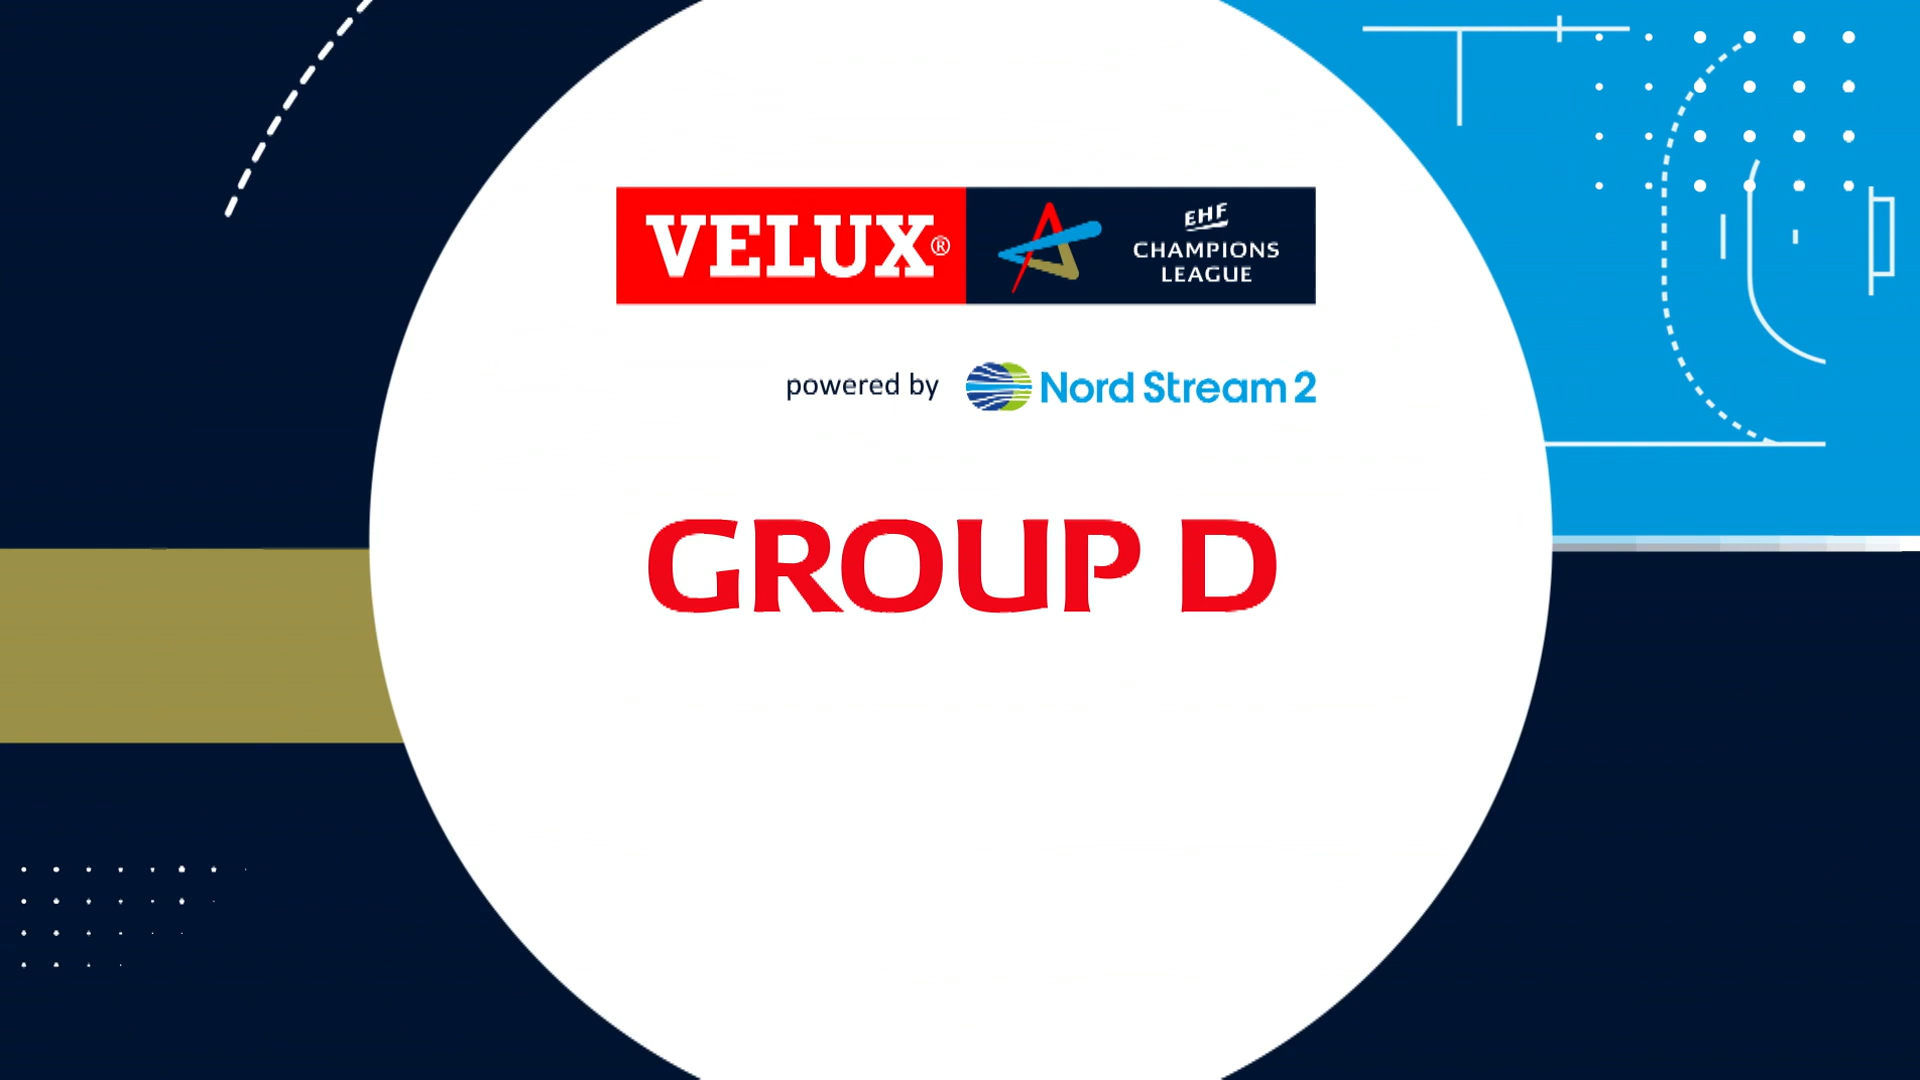 VELUX®
EHF
CHAMPIONS
LEAGUE
powered by Nord Stream 2
GROUP D